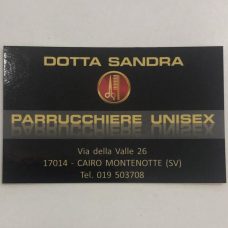 DOTTA SANDRA
PARRUCCHIERE UNISEX
Via della Valle 26
17014 - CAIRO MONTENOTTE (SV)
Tel. 019 503708